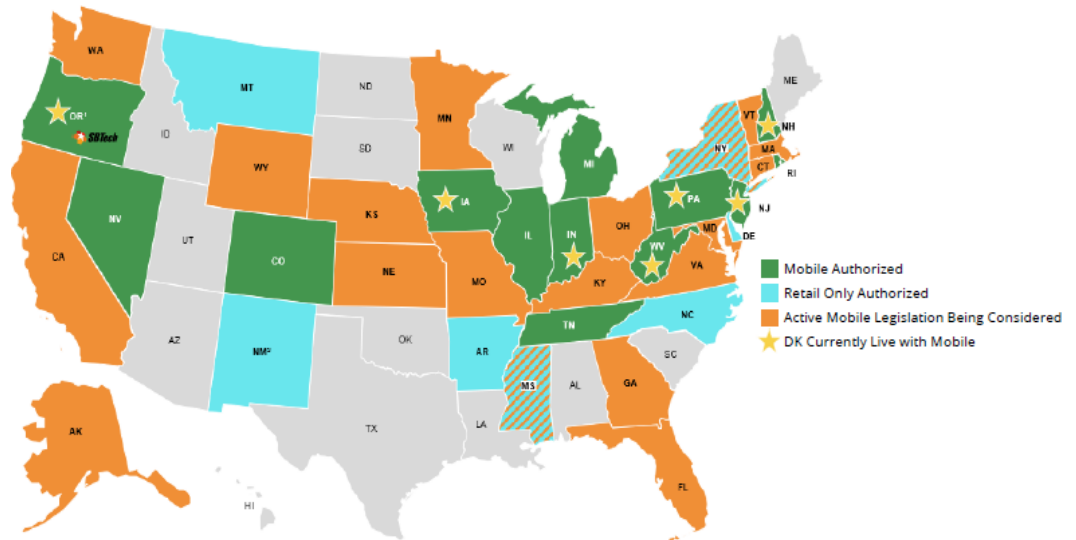 WA
MT
ND
MN
ME
OR¹
SBTech
ID
SD
WI
VT
NH
WY
MI
NY
MA
CT
RI
NV
IA
PA
NJ
KS
UT
IL
IN
OH
MD
DE
CA
CO
NE
MO
WV
VA
KY
Mobile Authorized
Retail Only Authorized
Active Mobile Legislation Being Considered
DK Currently Live with Mobile
AZ
NM²
OK
AR
TN
NC
SC
MS
AL
GA
TX
LA
AK
FL
HI